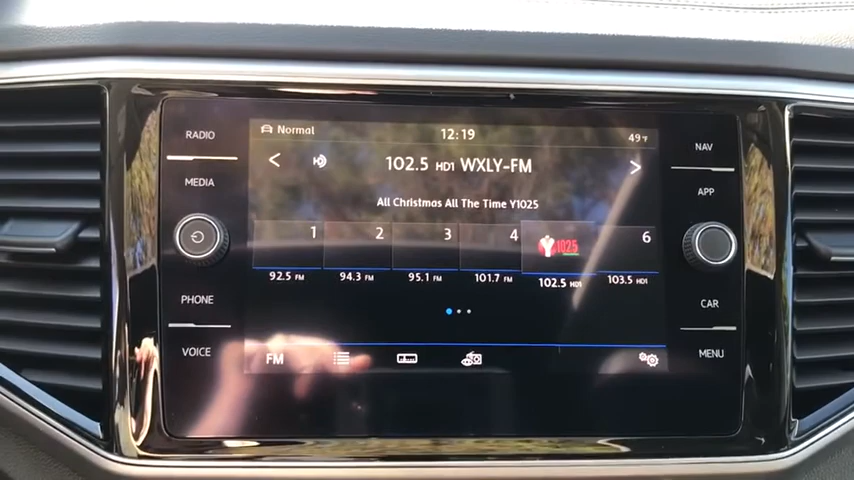 RADIO
MEDIA
PHONE
VOICE
Normal
12:19
49°F
102.5 HD1 WXLY-FM
All Christmas All The Time Y1025
1
2
3
4
6
Y1025
92.5 FM
94.3 FM
95.1 FM
101.7 FM
102.5 HD1
103.5 HD1
FM
NAV
APP
CAR
MENU